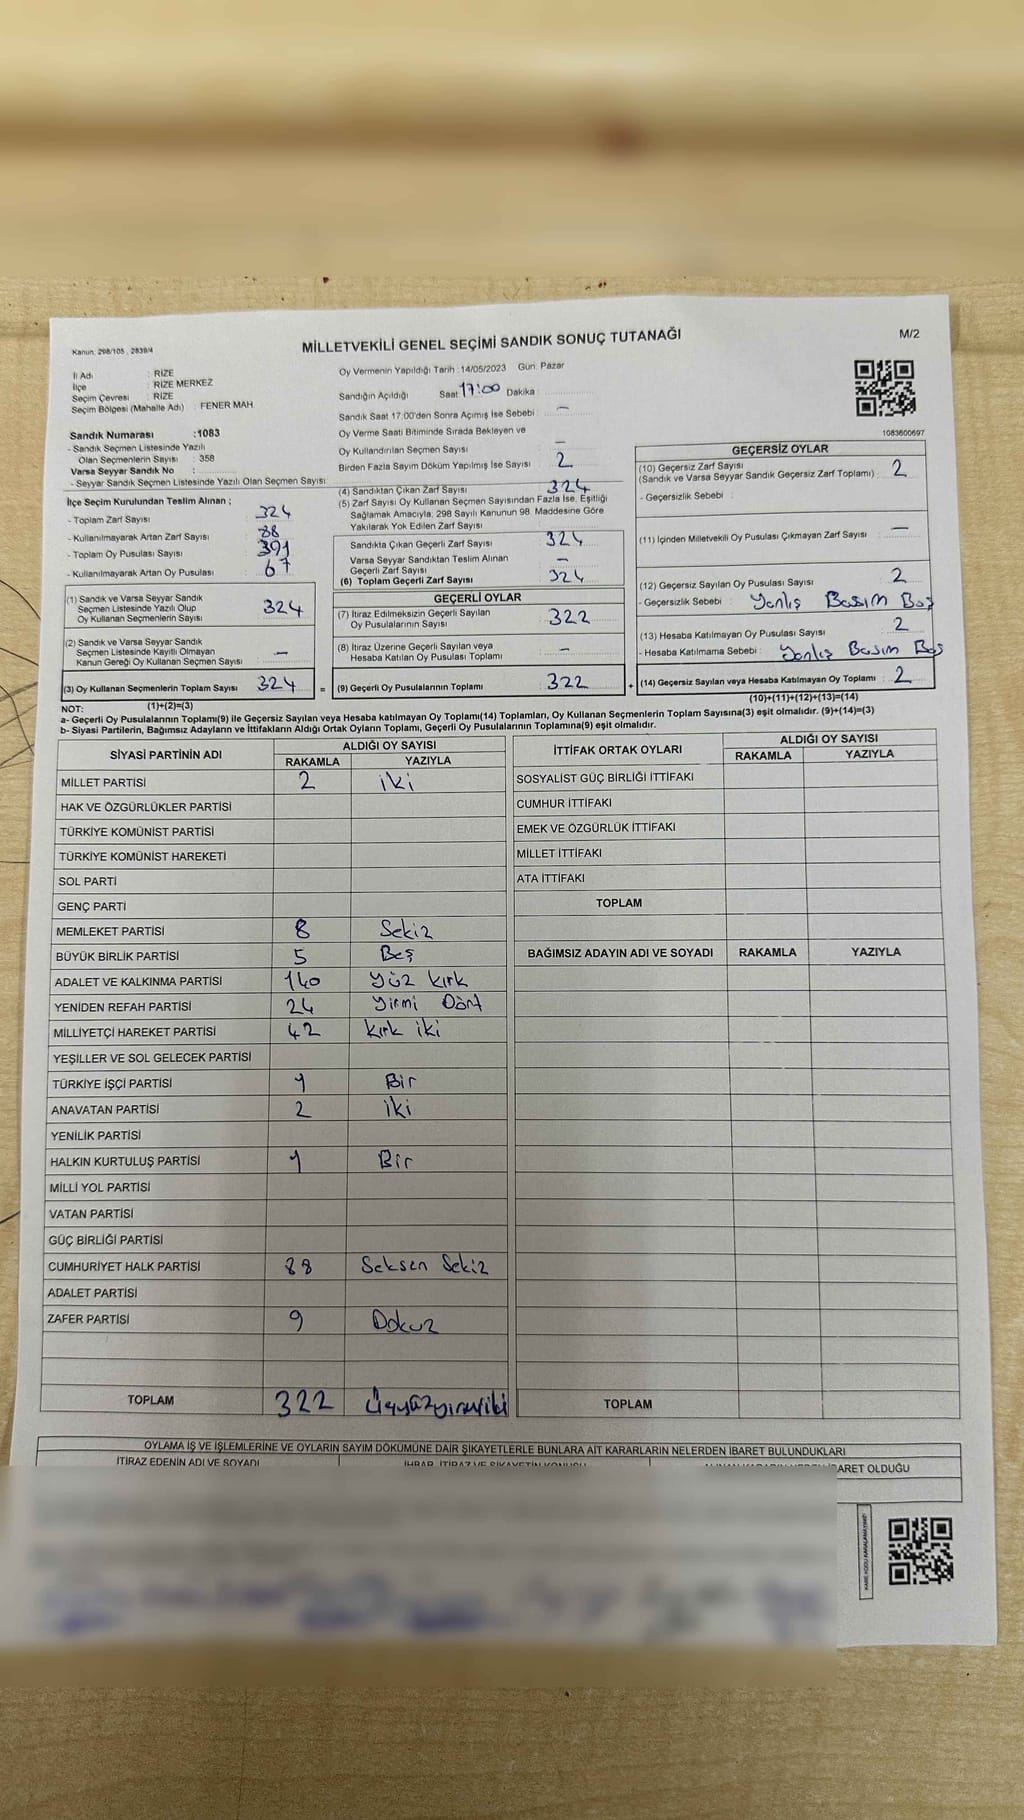 Kanun: 298/105 , 2839/4
MİLLETVEKİLİ GENEL SEÇİMİ SANDIK SONUÇ TUTANAĞI
M/2
İl Adı : RİZE
İlçe : RİZE MERKEZ
Seçim Çevresi : RİZE
Seçim Bölgesi (Mahalle Adı) : FENER MAH
Sandık Numarası :1083
- Sandık Seçmen Listesinde Yazılı
Olan Seçmenlerin Sayısı : 358
Varsa Seyyar Sandık No :
- Seyyar Sandık Seçmen Listesinde Yazılı Olan Seçmen Sayısı
Oy Vermenin Yapıldığı Tarih :14/05/2023 Gün: Pazar
Sandığın Açıldığı Saat 17:00 Dakika :
Sandık Saat 17:00'den Sonra Açımış İse Sebebi : –
Oy Verme Saati Bitiminde Sırada Bekleyen ve
Oy Kullandırılan Seçmen Sayısı –
Birden Fazla Sayım Döküm Yapılmış İse Sayısı 2
1083600697
İlçe Seçim Kurulundan Teslim Alınan ;
- Toplam Zarf Sayısı : 324
- Kullanılmayarak Artan Zarf Sayısı : 88
- Toplam Oy Pusulası Sayısı : 391
- Kullanılmayarak Artan Oy Pusulası : 67
(1) Sandık ve Varsa Seyyar Sandık
Seçmen Listesinde Yazılı Olup
Oy Kullanan Seçmenlerin Sayısı : 324
(2) Sandık ve Varsa Seyyar Sandık
Seçmen Listesinde Kayıtlı Olmayan
Kanun Gereği Oy Kullanan Seçmen Sayısı : –
(3) Oy Kullanan Seçmenlerin Toplam Sayısı : 324
(1)+(2)=(3)
(4) Sandıktan Çıkan Zarf Sayısı 324
(5) Zarf Sayısı Oy Kullanan Seçmen Sayısından Fazla İse, Eşitliği
Sağlamak Amacıyla, 298 Sayılı Kanunun 98. Maddesine Göre
Yakılarak Yok Edilen Zarf Sayısı :
Sandıkta Çıkan Geçerli Zarf Sayısı : 324
Varsa Seyyar Sandıktan Teslim Alınan
Geçerli Zarf Sayısı : –
(6) Toplam Geçerli Zarf Sayısı : 324
GEÇERLİ OYLAR
(7) İtiraz Edilmeksizin Geçerli Sayılan
Oy Pusulalarının Sayısı : 322
(8) İtiraz Üzerine Geçerli Sayılan veya
Hesaba Katılan Oy Pusulası Toplamı : –
= (9) Geçerli Oy Pusulalarının Toplamı : 322
GEÇERSİZ OYLAR
(10) Geçersiz Zarf Sayısı
(Sandık ve Varsa Seyyar Sandık Geçersiz Zarf Toplamı) : 2
- Geçersizlik Sebebi :
(11) İçinden Milletvekili Oy Pusulası Çıkmayan Zarf Sayısı : –
(12) Geçersiz Sayılan Oy Pusulası Sayısı : 2
- Geçersizlik Sebebi : Yanlış Basım Boş
(13) Hesaba Katılmayan Oy Pusulası Sayısı : 2
- Hesaba Katılmama Sebebi : Yanlış Basım Boş
+ (14) Geçersiz Sayılan veya Hesaba Katılmayan Oy Toplamı : 2
(10)+(11)+(12)+(13)=(14)
NOT:
a- Geçerli Oy Pusulalarının Toplamı(9) ile Geçersiz Sayılan veya Hesaba katılmayan Oy Toplamı(14) Toplamları, Oy Kullanan Seçmenlerin Toplam Sayısına(3) eşit olmalıdır. (9)+(14)=(3)
b- Siyasi Partilerin, Bağımsız Adayların ve İttifakların Aldığı Ortak Oyların Toplamı, Geçerli Oy Pusulalarının Toplamına(9) eşit olmalıdır.
SİYASİ PARTİNİN ADI ALDIĞI OY SAYISI
RAKAMLA YAZIYLA
MİLLET PARTİSİ 2 iki
HAK VE ÖZGÜRLÜKLER PARTİSİ
TÜRKİYE KOMÜNİST PARTİSİ
TÜRKİYE KOMÜNİST HAREKETİ
SOL PARTİ
GENÇ PARTİ
MEMLEKET PARTİSİ 8 Sekiz
BÜYÜK BİRLİK PARTİSİ 5 Beş
ADALET VE KALKINMA PARTİSİ 140 Yüz kırk
YENİDEN REFAH PARTİSİ 24 Yirmi Dört
MİLLİYETÇİ HAREKET PARTİSİ 42 kırk iki
YEŞİLLER VE SOL GELECEK PARTİSİ
TÜRKİYE İŞÇİ PARTİSİ 1 Bir
ANAVATAN PARTİSİ 2 iki
YENİLİK PARTİSİ
HALKIN KURTULUŞ PARTİSİ 1 Bir
MİLLİ YOL PARTİSİ
VATAN PARTİSİ
GÜÇ BİRLİĞİ PARTİSİ
CUMHURİYET HALK PARTİSİ 88 Seksen Sekiz
ADALET PARTİSİ
ZAFER PARTİSİ 9 Dokuz
TOPLAM 322 Üçyüzyirmiiki
İTTİFAK ORTAK OYLARI ALDIĞI OY SAYISI
RAKAMLA YAZIYLA
SOSYALİST GÜÇ BİRLİĞİ İTTİFAKI
CUMHUR İTTİFAKI
EMEK VE ÖZGÜRLÜK İTTİFAKI
MİLLET İTTİFAKI
ATA İTTİFAKI
TOPLAM
BAĞIMSIZ ADAYIN ADI VE SOYADI RAKAMLA YAZIYLA
TOPLAM
OYLAMA İŞ VE İŞLEMLERİNE VE OYLARIN SAYIM DÖKÜMÜNE DAİR ŞİKAYETLERLE BUNLARA AİT KARARLARIN NELERDEN İBARET BULUNDUKLARI
İTİRAZ EDENİN ADI VE SOYADI İHBAR, İTİRAZ VE ŞİKAYETİN KONUSU ALINAN KARARIN NEDEN İBARET OLDUĞU